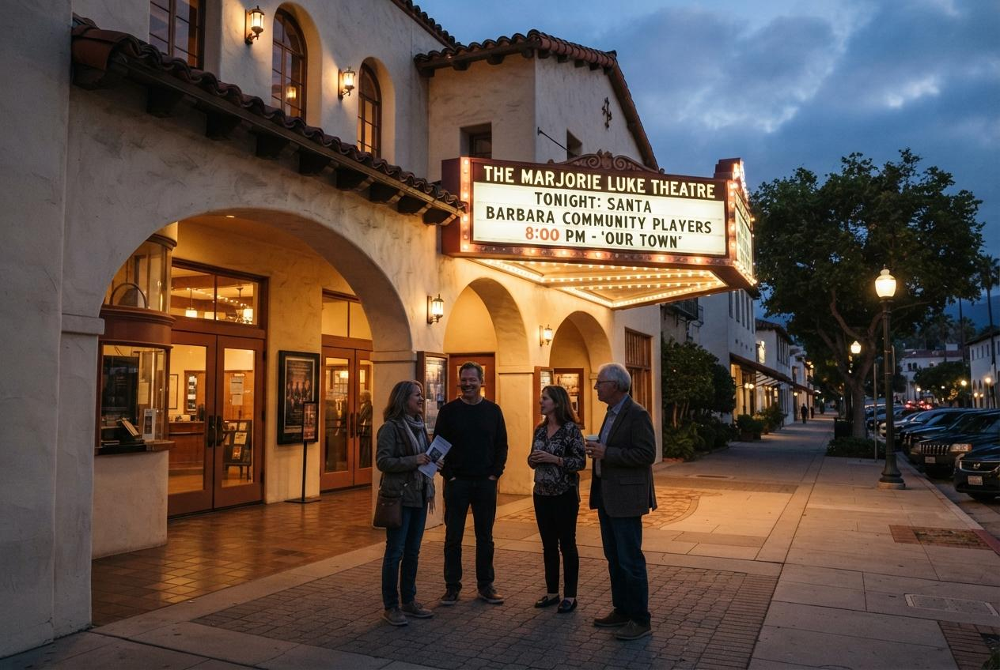 THE MARJORIE LUKE THEATRE
TONIGHT: SANTA
BARBARA COMMUNITY PLAYERS
8:00 PM - 'OUR TOWN'